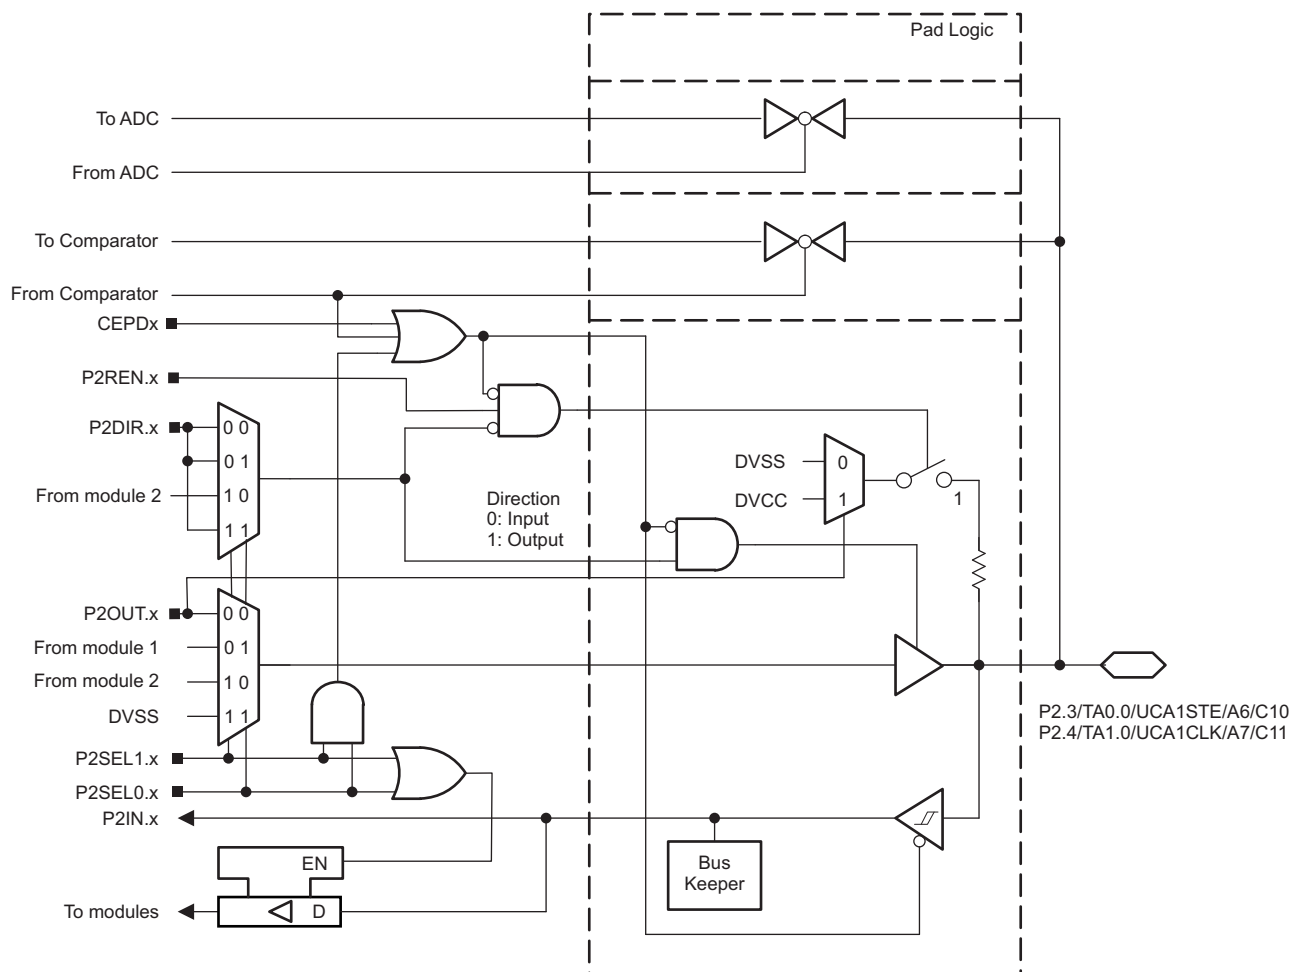 Pad Logic
To ADC
From ADC
To Comparator
From Comparator
CEPDx
P2REN.x
P2DIR.x
0 0
0 1
From module 2
1 0
1 1
Direction
0: Input
1: Output
DVSS
0
DVCC
1
1
P2OUT.x
0 0
From module 1
0 1
From module 2
1 0
DVSS
1 1
P2.3/TA0.0/UCA1STE/A6/C10
P2.4/TA1.0/UCA1CLK/A7/C11
P2SEL1.x
P2SEL0.x
P2IN.x
EN
Bus
Keeper
To modules
D